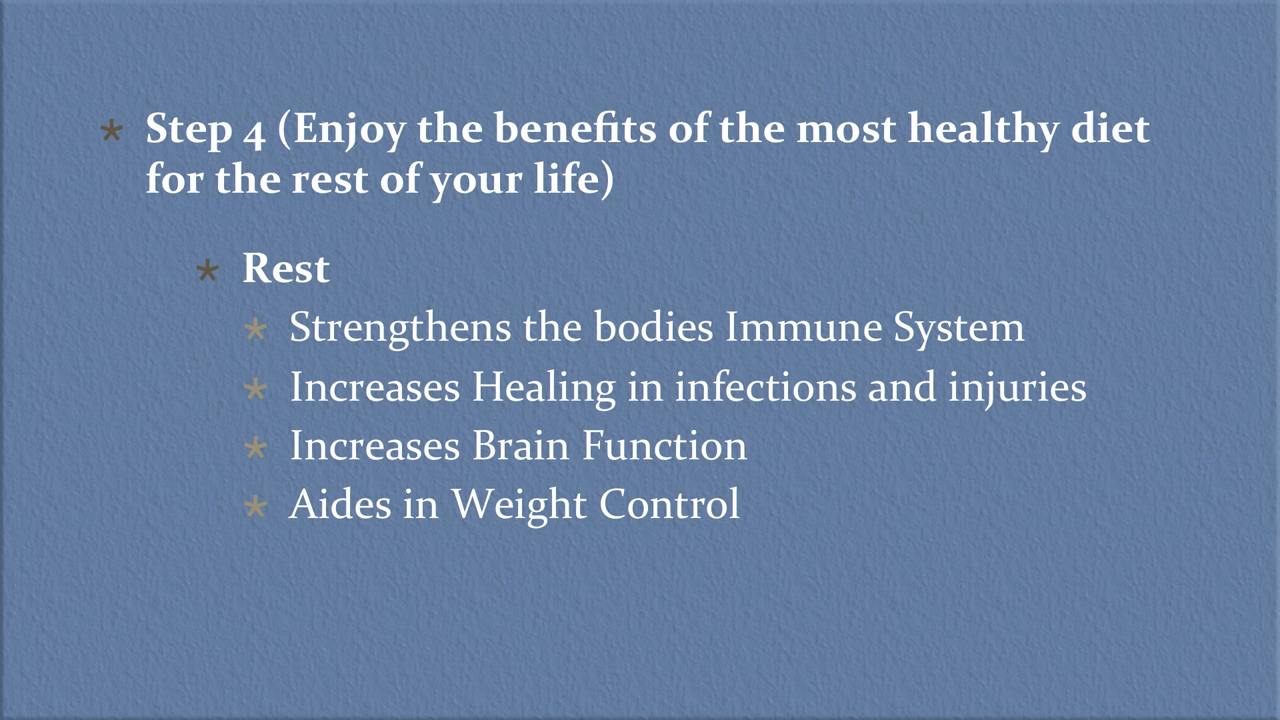 * Step 4 (Enjoy the benefits of the most healthy diet
for the rest of your life)
* Rest
* Strengthens the bodies Immune System
* Increases Healing in infections and injuries
* Increases Brain Function
* Aides in Weight Control